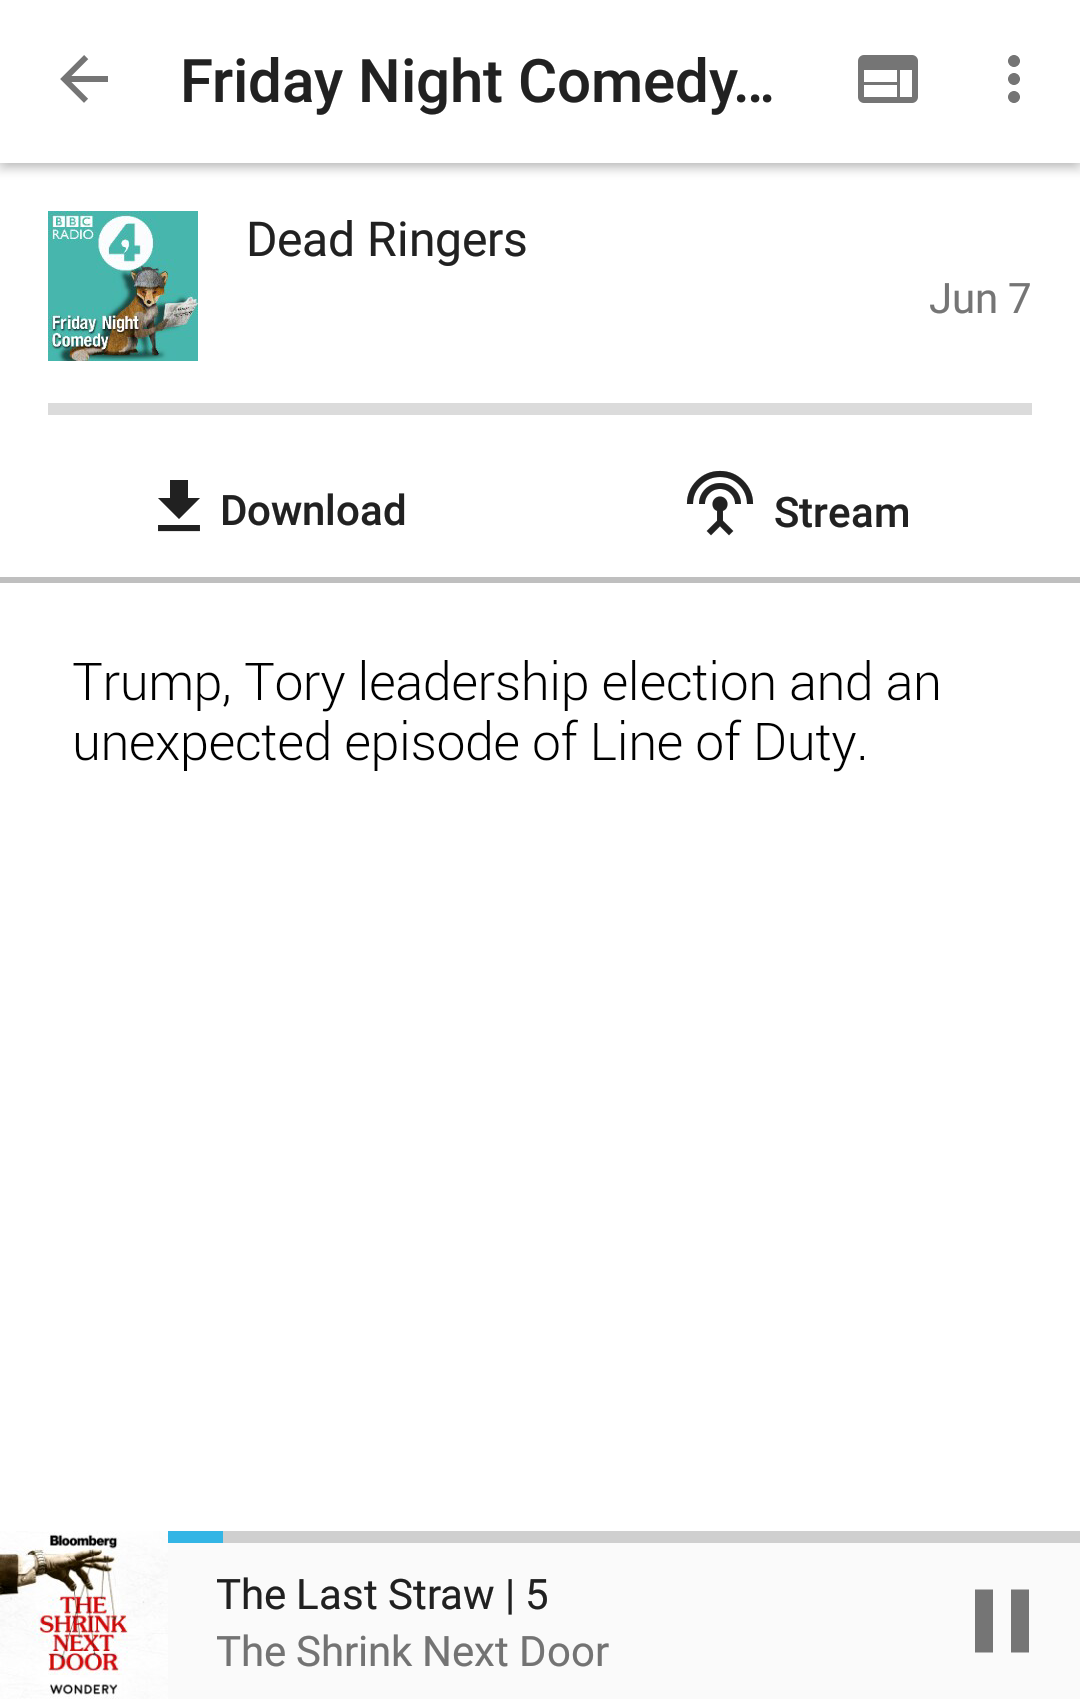 Friday Night Comedy...
BBC
RADIO
4
Friday Night
Comedy
Dead Ringers
Jun 7
Download
Stream
Trump, Tory leadership election and an
unexpected episode of Line of Duty.
Bloomberg
THE
SHRINK
NEXT
DOOR
WONDERY
The Last Straw | 5
The Shrink Next Door